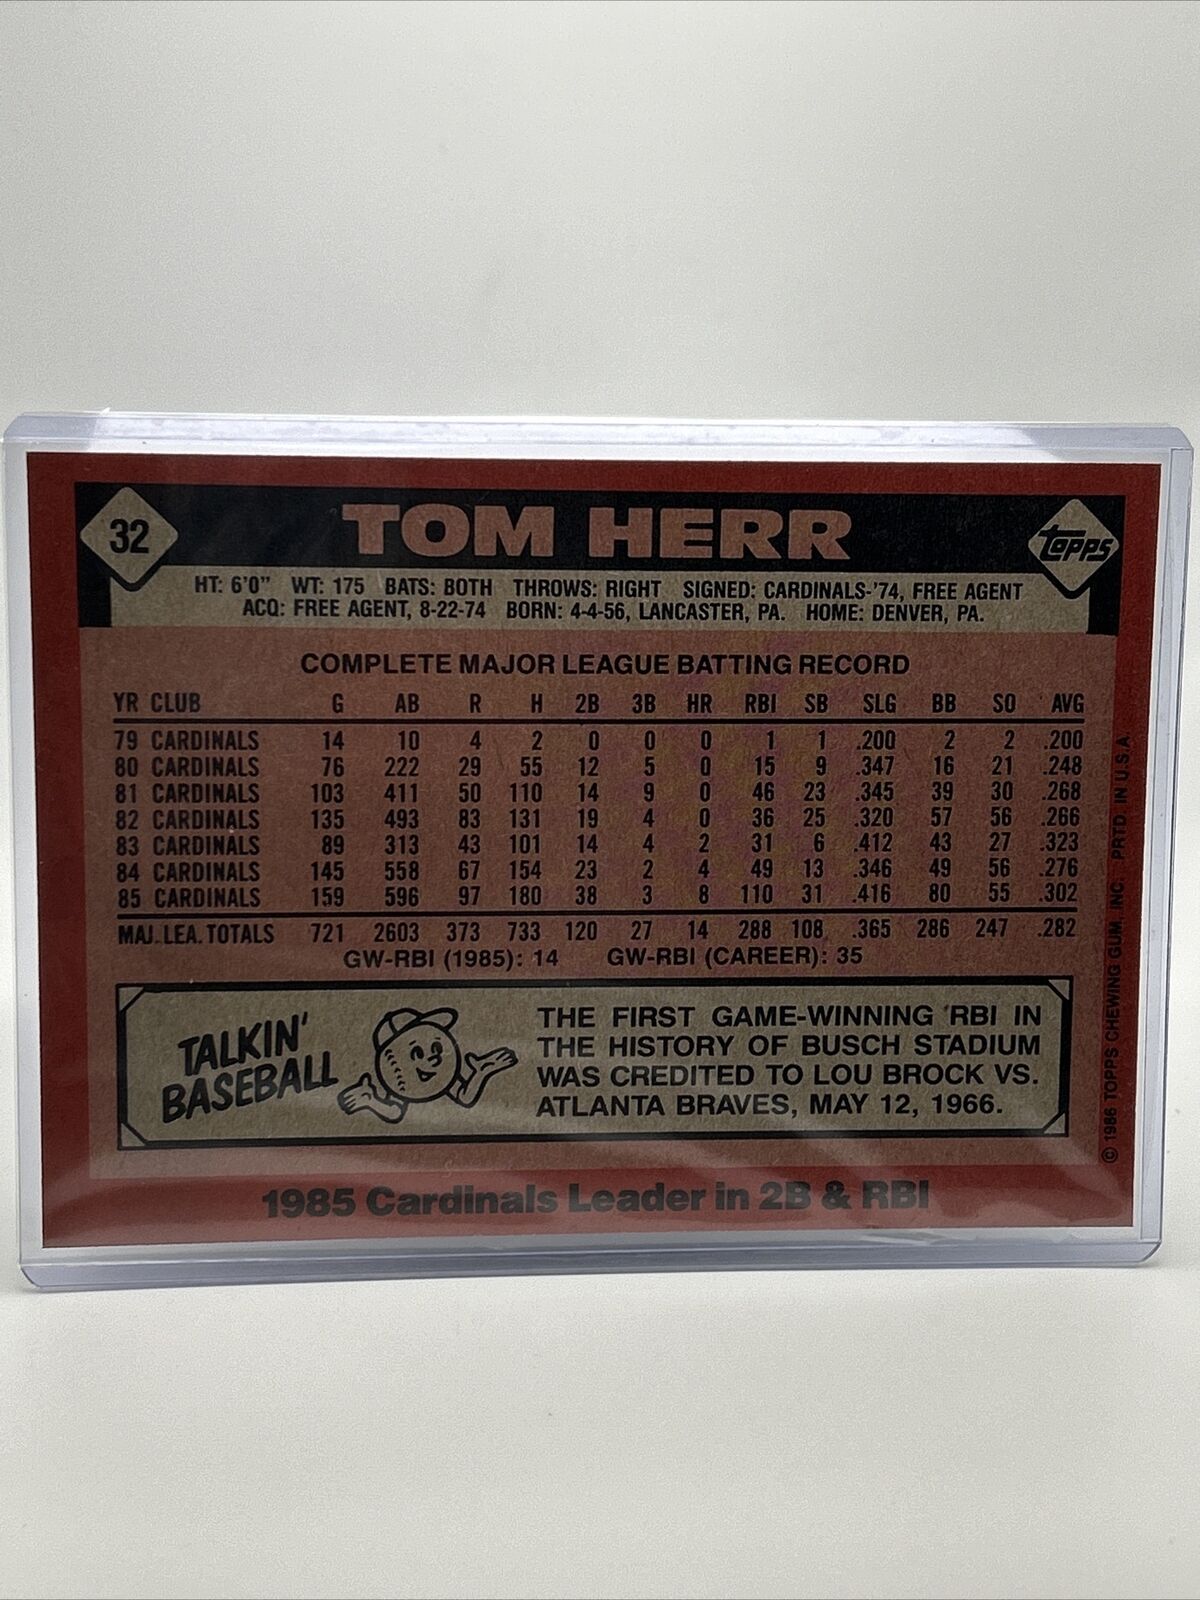 32
TOM HERR
topps
HT: 6'0" WT: 175 BATS: BOTH THROWS: RIGHT SIGNED: CARDINALS-'74, FREE AGENT
ACQ: FREE AGENT, 8-22-74 BORN: 4-4-56, LANCASTER, PA. HOME: DENVER, PA.
COMPLETE MAJOR LEAGUE BATTING RECORD
YR CLUB G AB R H 2B 3B HR RBI SB SLG BB SO AVG
79 CARDINALS 14 10 4 2 0 0 0 1 1 .200 2 2 .200
80 CARDINALS 76 222 29 55 12 5 0 15 9 .347 16 21 .248
81 CARDINALS 103 411 50 110 14 9 0 46 23 .345 39 30 .268
82 CARDINALS 135 493 83 131 19 4 0 36 25 .320 57 56 .266
83 CARDINALS 89 313 43 101 14 4 2 31 6 .412 43 27 .323
84 CARDINALS 145 558 67 154 23 2 4 49 13 .346 49 56 .276
85 CARDINALS 159 596 97 180 38 3 8 110 31 .416 80 55 .302
MAJ. LEA. TOTALS 721 2603 373 733 120 27 14 288 108 .365 286 247 .282
GW-RBI (1985): 14 GW-RBI (CAREER): 35
TALKIN'
BASEBALL
THE FIRST GAME-WINNING RBI IN
THE HISTORY OF BUSCH STADIUM
WAS CREDITED TO LOU BROCK VS.
ATLANTA BRAVES, MAY 12, 1966.
1985 Cardinals Leader in 2B & RBI
© 1986 TOPPS CHEWING GUM, INC. PRTD. IN U.S.A.